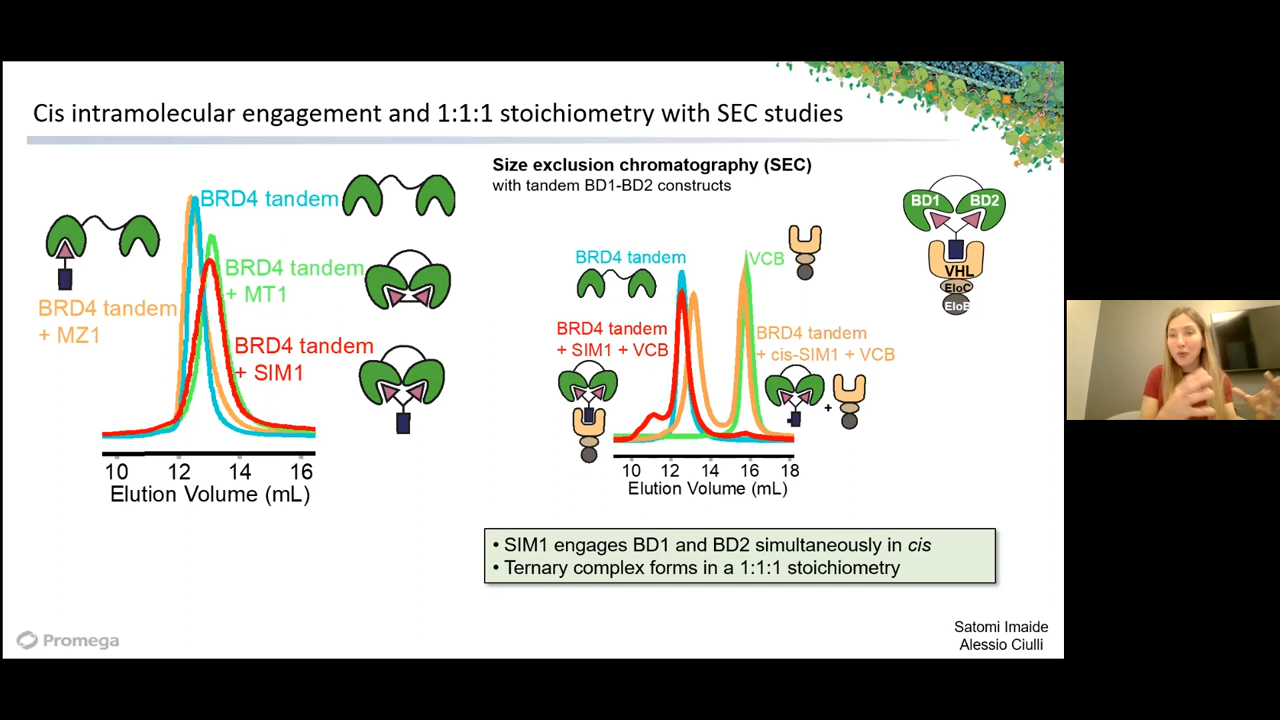 Cis intramolecular engagement and 1:1:1 stoichiometry with SEC studies
BRD4 tandem
BRD4 tandem
+ MT1
BRD4 tandem
+ MZ1
BRD4 tandem
+ SIM1
10 12 14 16
Elution Volume (mL)
Size exclusion chromatography (SEC)
with tandem BD1-BD2 constructs
BRD4 tandem
VCB
BRD4 tandem
+ SIM1 + VCB
BRD4 tandem
+ cis-SIM1 + VCB
+
10 12 14 16 18
Elution Volume (mL)
BD1 BD2
VHL
EloC
EloB
• SIM1 engages BD1 and BD2 simultaneously in cis
• Ternary complex forms in a 1:1:1 stoichiometry
Promega
Satomi Imaide
Alessio Ciulli